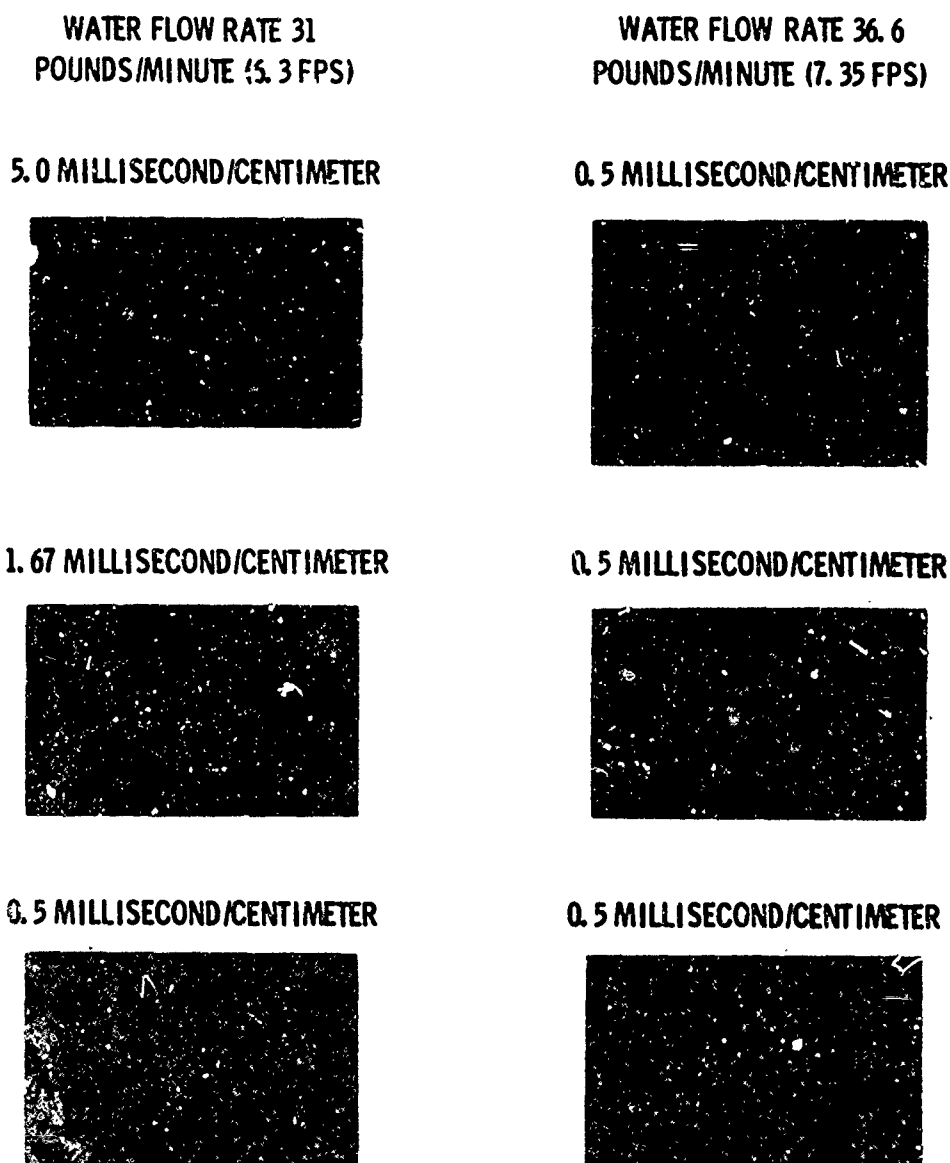 WATER FLOW RATE 31
POUNDS/MINUTE 3 FPS)
5. 0 MILLISECOND/CENTIMETER
1. 67 MILLISECOND/CENTIMETER
0. 5 MILLISECOND/CENTIMETER
WATER FLOW RATE 36. 6
POUNDS/MINUTE (7. 35 FPS)
0. 5 MILLISECOND/CENTIMETER
0. 5 MILLISECOND/CENTIMETER
0. 5 MILLISECOND/CENTIMETER